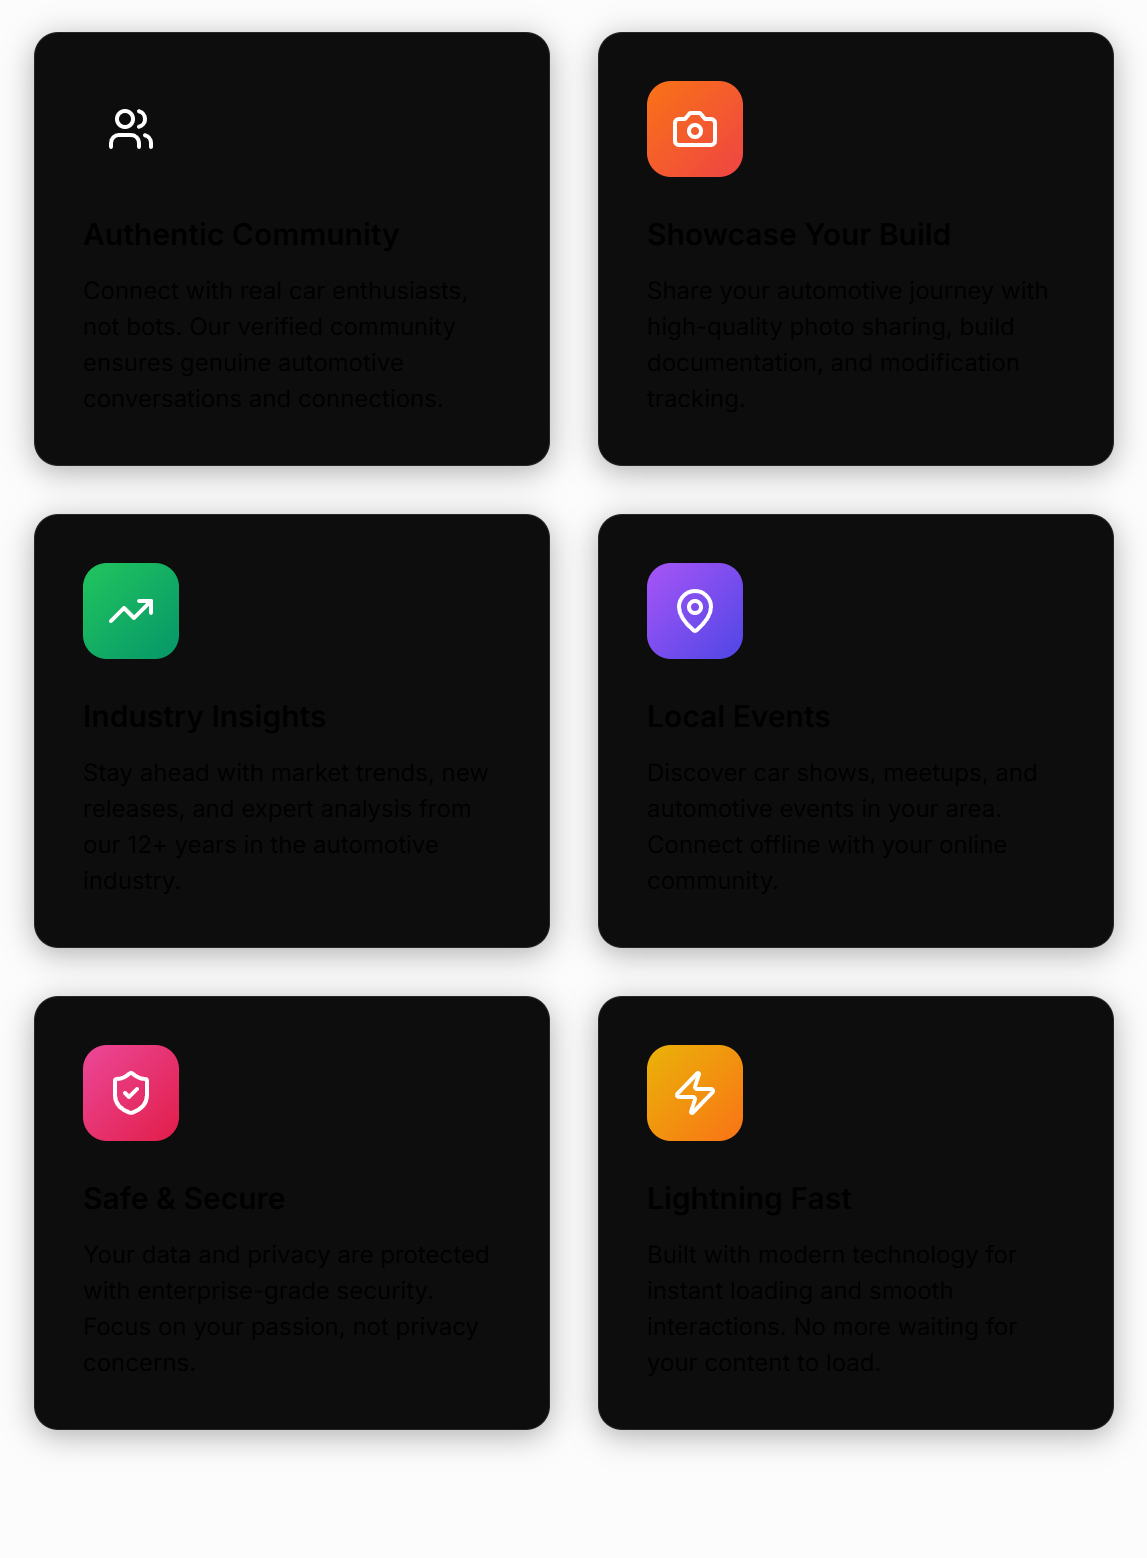 Authentic Community
Connect with real car enthusiasts,
not bots. Our verified community
ensures genuine automotive
conversations and connections.
Showcase Your Build
Share your automotive journey with
high-quality photo sharing, build
documentation, and modification
tracking.
Industry Insights
Stay ahead with market trends, new
releases, and expert analysis from
our 12+ years in the automotive
industry.
Local Events
Discover car shows, meetups, and
automotive events in your area.
Connect offline with your online
community.
Safe & Secure
Your data and privacy are protected
with enterprise-grade security.
Focus on your passion, not privacy
concerns.
Lightning Fast
Built with modern technology for
instant loading and smooth
interactions. No more waiting for
your content to load.